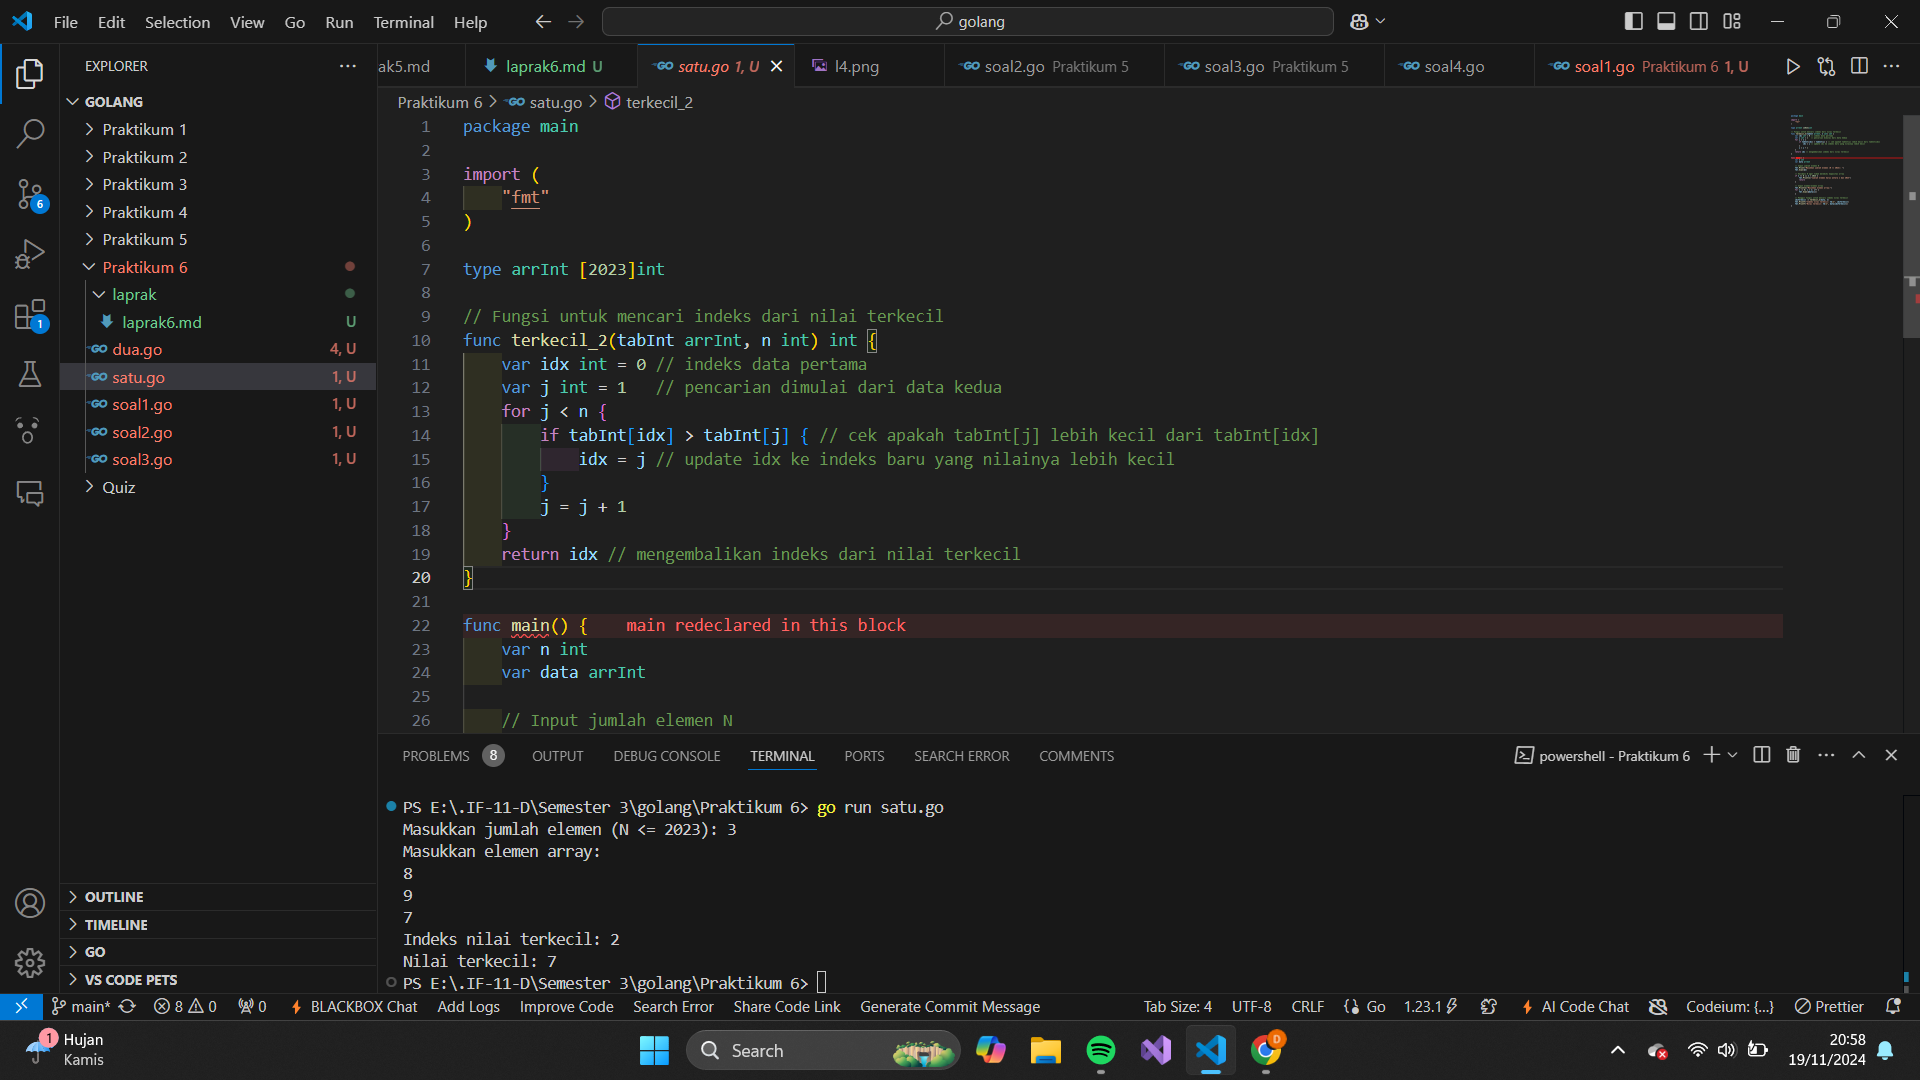 File Edit Selection View Go Run Terminal Help
golang
EXPLORER
GOLANG
Praktikum 1
Praktikum 2
Praktikum 3
Praktikum 4
Praktikum 5
Praktikum 6
laprak
laprak6.md U
dua.go 4, U
satu.go 1, U
soal1.go 1, U
soal2.go 1, U
soal3.go 1, U
Quiz
OUTLINE
TIMELINE
GO
VS CODE PETS
6
1
ak5.md laprak6.md U satu.go 1, U l4.png soal2.go Praktikum 5 soal3.go Praktikum 5 soal4.go soal1.go Praktikum 6 1, U
Praktikum 6 > satu.go > terkecil_2
1 package main
2
3 import (
4 "fmt"
5 )
6
7 type arrInt [2023]int
8
9 // Fungsi untuk mencari indeks dari nilai terkecil
10 func terkecil_2(tabInt arrInt, n int) int {
11 var idx int = 0 // indeks data pertama
12 var j int = 1 // pencarian dimulai dari data kedua
13 for j < n {
14 if tabInt[idx] > tabInt[j] { // cek apakah tabInt[j] lebih kecil dari tabInt[idx]
15 idx = j // update idx ke indeks baru yang nilainya lebih kecil
16 }
17 j = j + 1
18 }
19 return idx // mengembalikan indeks dari nilai terkecil
20 }
21
22 func main() { main redeclared in this block
23 var n int
24 var data arrInt
25
26 // Input jumlah elemen N
PROBLEMS 8 OUTPUT DEBUG CONSOLE TERMINAL PORTS SEARCH ERROR COMMENTS
powershell - Praktikum 6
PS E:\.IF-11-D\Semester 3\golang\Praktikum 6> go run satu.go
Masukkan jumlah elemen (N <= 2023): 3
Masukkan elemen array:
8
9
7
Indeks nilai terkecil: 2
Nilai terkecil: 7
PS E:\.IF-11-D\Semester 3\golang\Praktikum 6>
main* 8 0 0 BLACKBOX Chat Add Logs Improve Code Search Error Share Code Link Generate Commit Message Tab Size: 4 UTF-8 CRLF Go 1.23.1 AI Code Chat Codeium: {...} Prettier
1
Hujan
Kamis
Search
D
20:58
19/11/2024